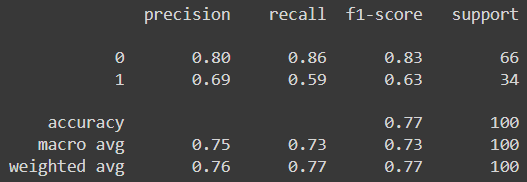 precision recall f1-score support
0 0.80 0.86 0.83 66
1 0.69 0.59 0.63 34
accuracy 0.77 100
macro avg 0.75 0.73 0.73 100
weighted avg 0.76 0.77 0.77 100